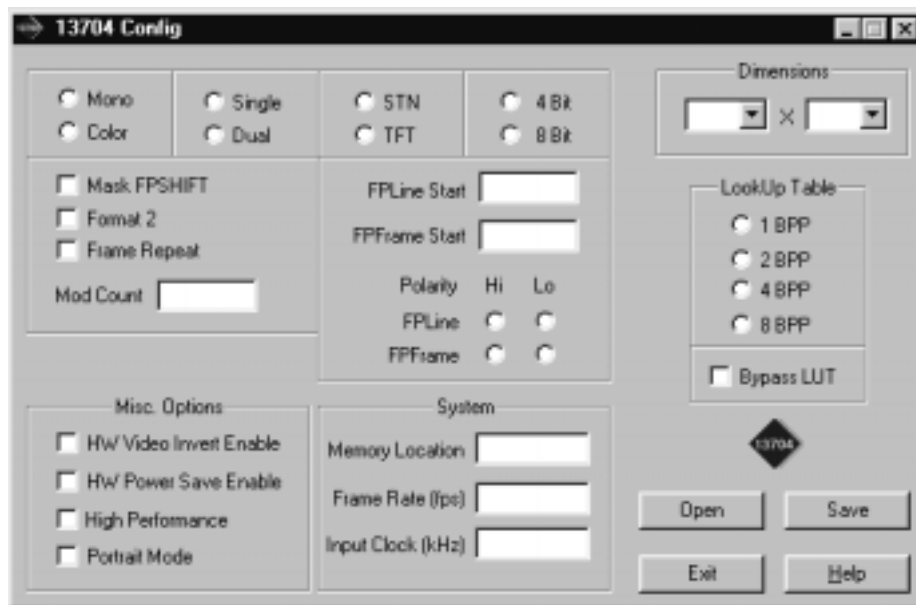 13704 Config
Mono
Color
Single
Dual
STN
TFT
4 Bit
8 Bit
Dimensions
×
Mask FPSHIFT
Format 2
Frame Repeat
Mod Count
FPLine Start
FPFrame Start
Polarity Hi Lo
FPLine
FPFrame
LookUp Table
1 BPP
2 BPP
4 BPP
8 BPP
Bypass LUT
Misc. Options
HW Video Invert Enable
HW Power Save Enable
High Performance
Portrait Mode
System
Memory Location
Frame Rate (fps)
Input Clock (kHz)
13704
Open
Save
Exit
Help